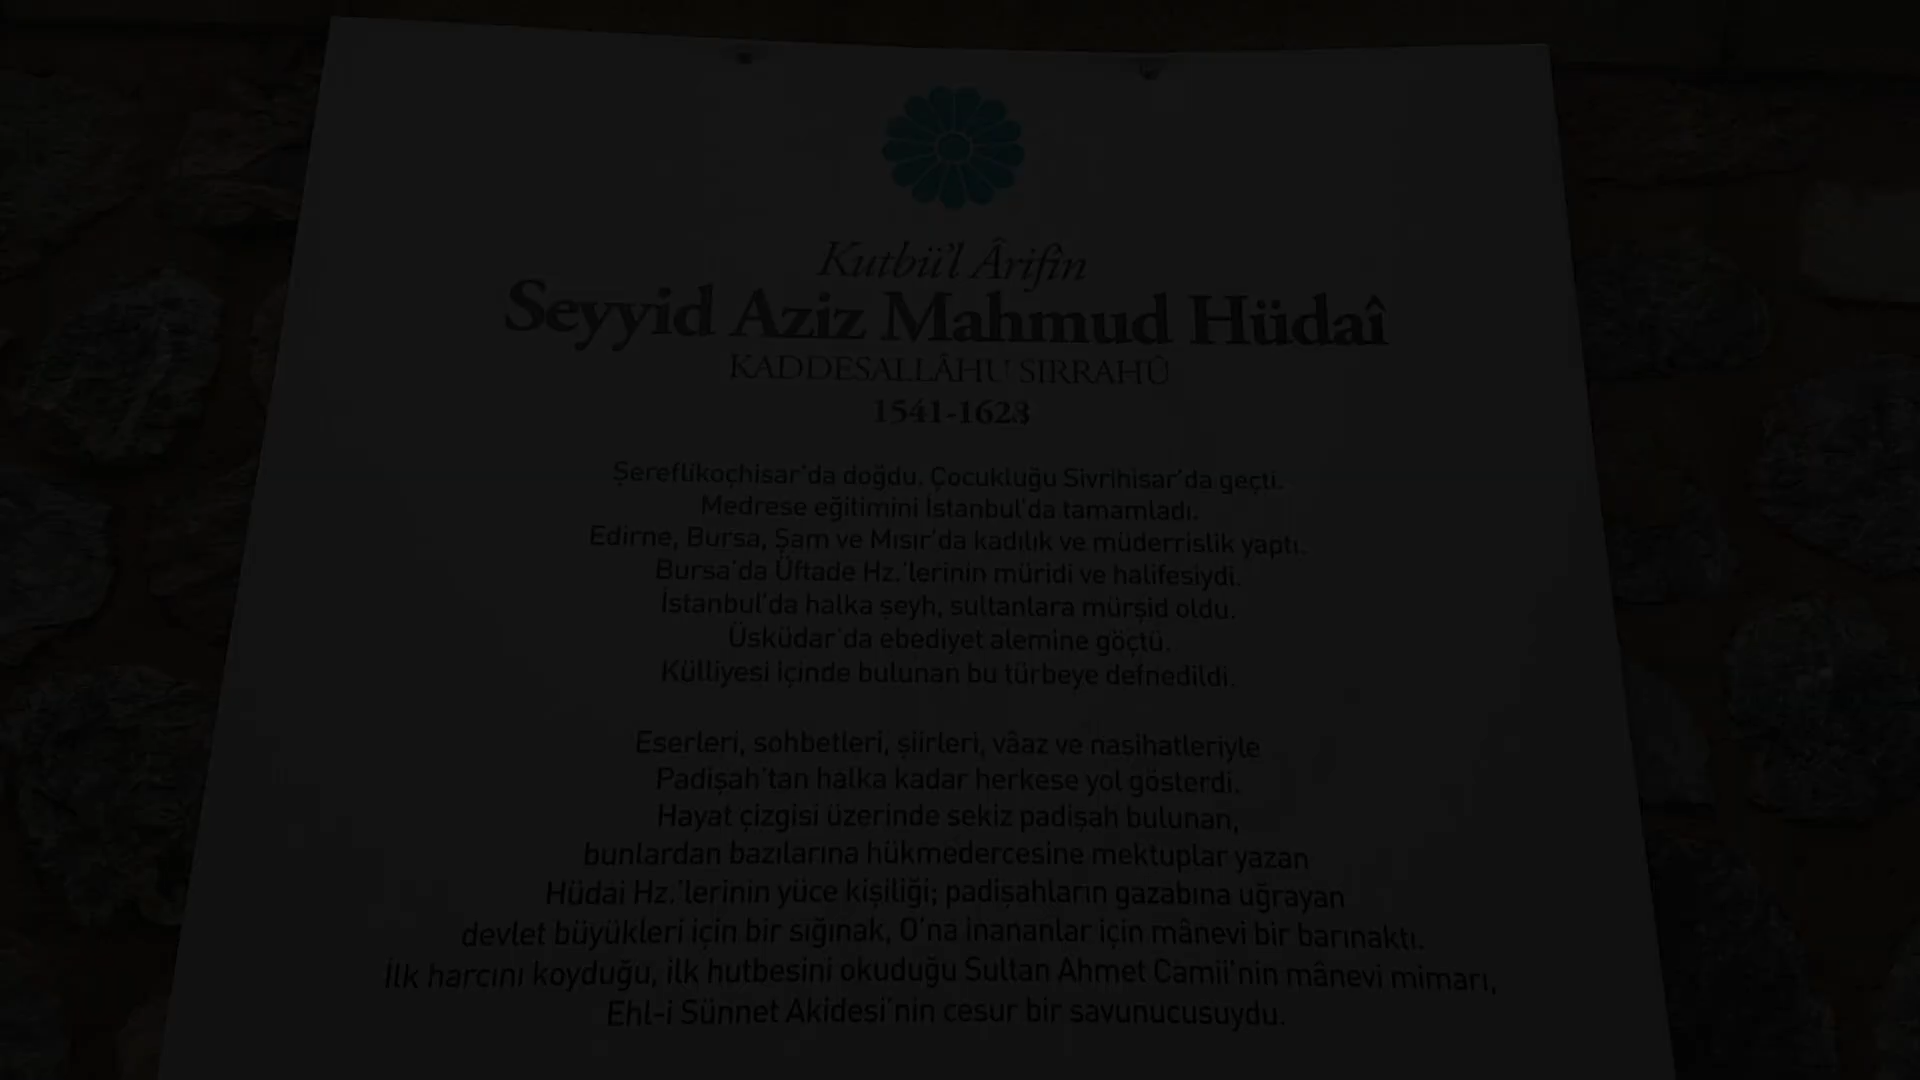 Kutbü'l Ârifîn
Seyyid Aziz Mahmud Hüdaî
KADDESALLÂHU SIRRAHÛ
1541-1628
Şereflikoçhisar'da doğdu. Çocukluğu Sivrihisar'da geçti.
Medrese eğitimini İstanbul'da tamamladı.
Edirne, Bursa, Şam ve Mısır'da kadılık ve müderrislik yaptı.
Bursa'da Üftade Hz.'lerinin müridi ve halifesiydi.
İstanbul'da halka şeyh, sultanlara mürşid oldu.
Üsküdar'da ebediyet alemine göçtü.
Külliyesi içinde bulunan bu türbeye defnedildi.
Eserleri, sohbetleri, şiirleri, vâaz ve nasihatleriyle
Padişah'tan halka kadar herkese yol gösterdi.
Hayat çizgisi üzerinde sekiz padişah bulunan,
bunlardan bazılarına hükmedercesine mektuplar yazan
Hüdai Hz.'lerinin yüce kişiliği; padişahların gazabına uğrayan
devlet büyükleri için bir sığınak, O'na inananlar için mânevi bir barınaktı.
İlk harcını koyduğu, ilk hutbesini okuduğu Sultan Ahmet Camii'nin mânevi mimarı,
Ehl-i Sünnet Akidesi'nin cesur bir savunucusuydu.